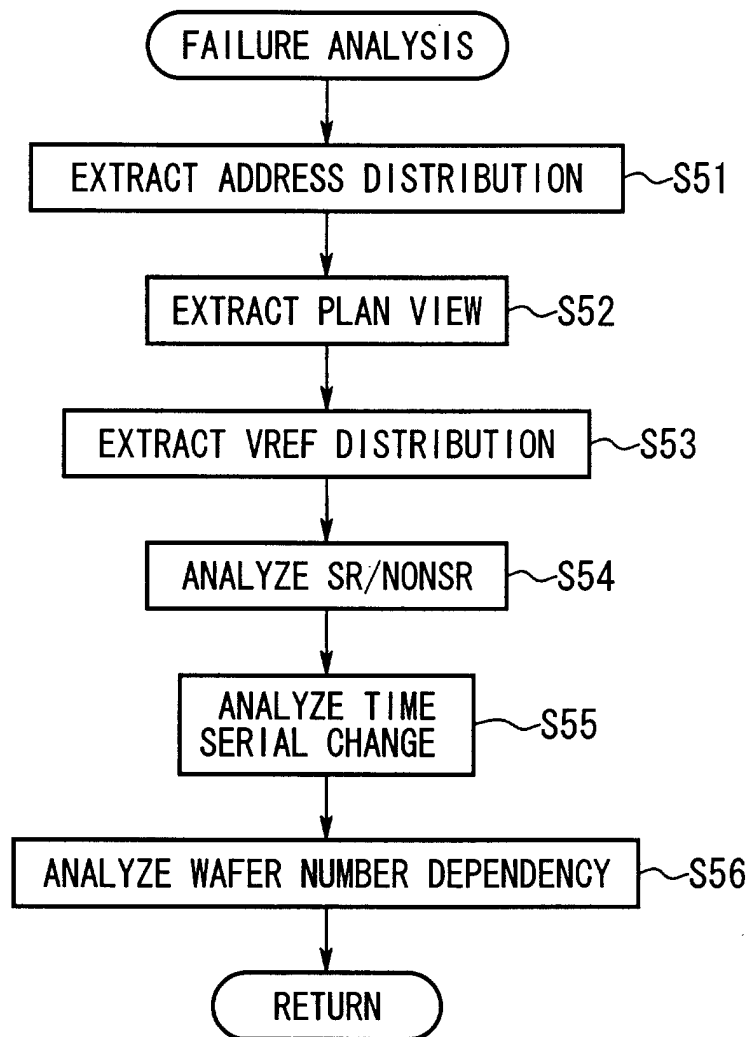 FAILURE ANALYSIS
EXTRACT ADDRESS DISTRIBUTION S51
EXTRACT PLAN VIEW S52
EXTRACT VREF DISTRIBUTION S53
ANALYZE SR/NONSR S54
ANALYZE TIME
SERIAL CHANGE S55
ANALYZE WAFER NUMBER DEPENDENCY S56
RETURN